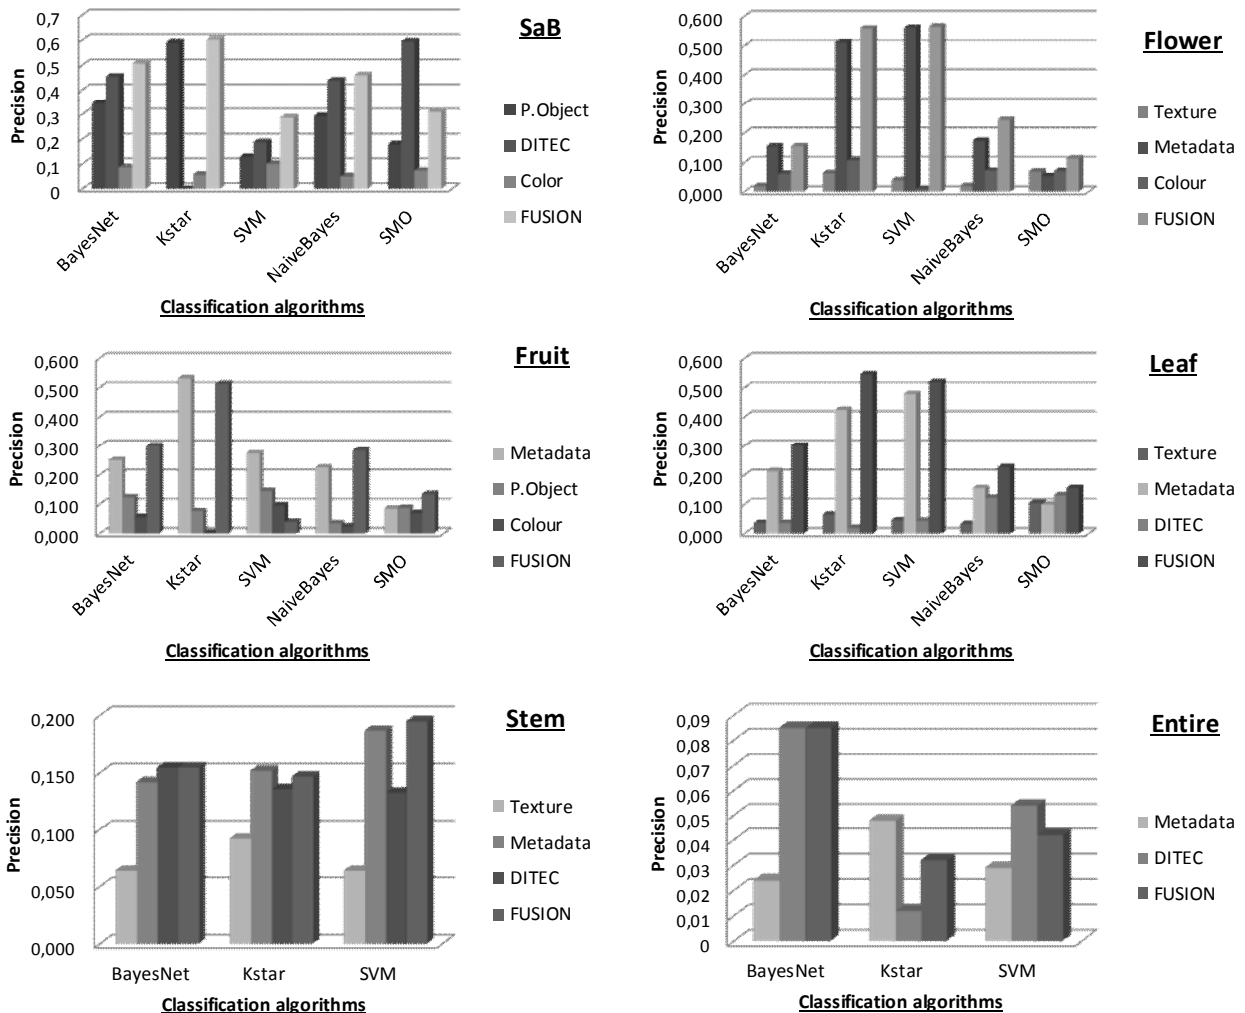 SaB
Precision
0,7
0,6
0,5
0,4
0,3
0,2
0,1
0
BayesNet
Kstar
SVM
NaiveBayes
SMO
Classification algorithms
P.Object
DITEC
Color
FUSION
Flower
Precision
0,600
0,500
0,400
0,300
0,200
0,100
0,000
BayesNet
Kstar
SVM
NaiveBayes
SMO
Classification algorithms
Texture
Metadata
Colour
FUSION
Fruit
Precision
0,600
0,500
0,400
0,300
0,200
0,100
0,000
BayesNet
Kstar
SVM
NaiveBayes
SMO
Classification algorithms
Metadata
P.Object
Colour
FUSION
Leaf
Precision
0,600
0,500
0,400
0,300
0,200
0,100
0,000
BayesNet
Kstar
SVM
NaiveBayes
SMO
Classification algorithms
Texture
Metadata
DITEC
FUSION
Stem
Precision
0,200
0,150
0,100
0,050
0,000
BayesNet
Kstar
SVM
Classification algorithms
Texture
Metadata
DITEC
FUSION
Entire
Precision
0,09
0,08
0,07
0,06
0,05
0,04
0,03
0,02
0,01
0
BayesNet
Kstar
SVM
Classification algorithms
Metadata
DITEC
FUSION